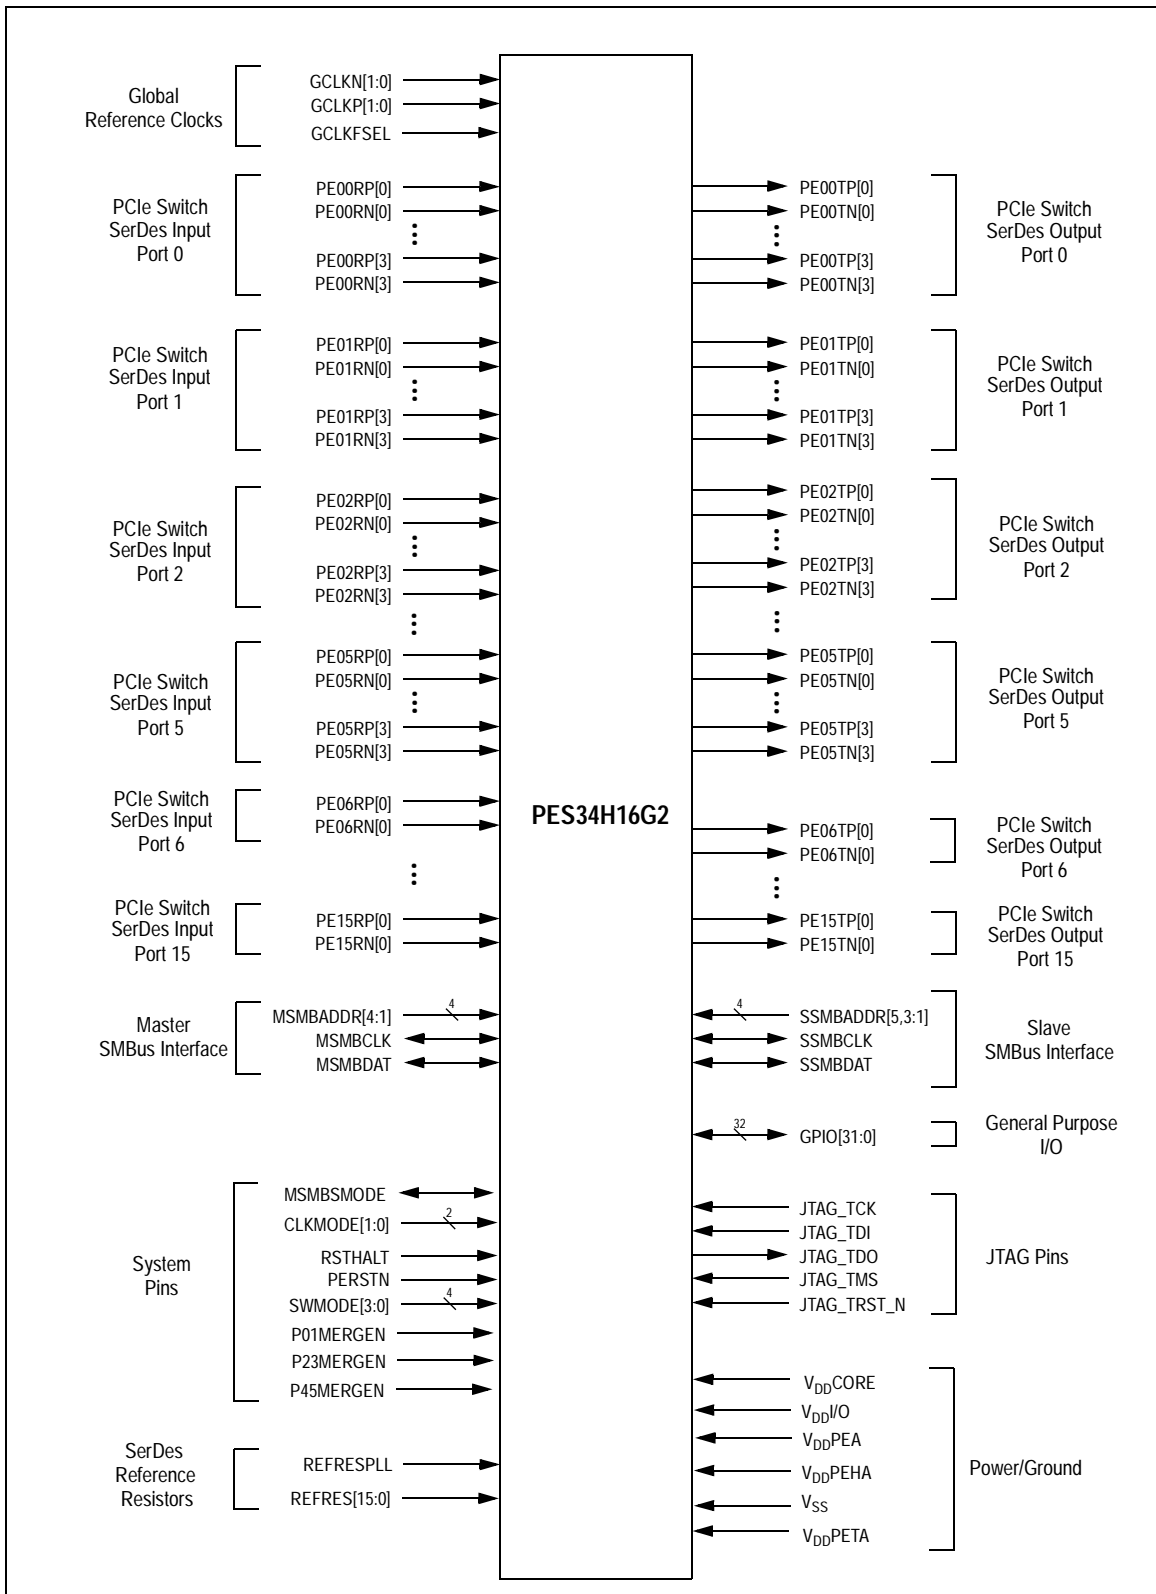 Global
Reference Clocks
GCLKN[1:0]
GCLKP[1:0]
GCLKFSEL
PCIe Switch
SerDes Input
Port 0
PE00RP[0]
PE00RN[0]
PE00RP[3]
PE00RN[3]
PCIe Switch
SerDes Input
Port 1
PE01RP[0]
PE01RN[0]
PE01RP[3]
PE01RN[3]
PCIe Switch
SerDes Input
Port 2
PE02RP[0]
PE02RN[0]
PE02RP[3]
PE02RN[3]
PCIe Switch
SerDes Input
Port 5
PE05RP[0]
PE05RN[0]
PE05RP[3]
PE05RN[3]
PCIe Switch
SerDes Input
Port 6
PE06RP[0]
PE06RN[0]
PCIe Switch
SerDes Input
Port 15
PE15RP[0]
PE15RN[0]
Master
SMBus Interface
MSMBADDR[4:1]
4
MSMBCLK
MSMBDAT
System
Pins
MSMBSMODE
CLKMODE[1:0]
2
RSTHALT
PERSTN
SWMODE[3:0]
4
P01MERGEN
P23MERGEN
P45MERGEN
SerDes
Reference
Resistors
REFRESPLL
REFRES[15:0]
PES34H16G2
PE00TP[0]
PE00TN[0]
PE00TP[3]
PE00TN[3]
PCIe Switch
SerDes Output
Port 0
PE01TP[0]
PE01TN[0]
PE01TP[3]
PE01TN[3]
PCIe Switch
SerDes Output
Port 1
PE02TP[0]
PE02TN[0]
PE02TP[3]
PE02TN[3]
PCIe Switch
SerDes Output
Port 2
PE05TP[0]
PE05TN[0]
PE05TP[3]
PE05TN[3]
PCIe Switch
SerDes Output
Port 5
PE06TP[0]
PE06TN[0]
PCIe Switch
SerDes Output
Port 6
PE15TP[0]
PE15TN[0]
PCIe Switch
SerDes Output
Port 15
4
SSMBADDR[5,3:1]
SSMBCLK
SSMBDAT
Slave
SMBus Interface
32
GPIO[31:0]
General Purpose
I/O
JTAG_TCK
JTAG_TDI
JTAG_TDO
JTAG_TMS
JTAG_TRST_N
JTAG Pins
VDDCORE
VDDI/O
VDDPEA
VDDPEHA
VSS
VDDPETA
Power/Ground